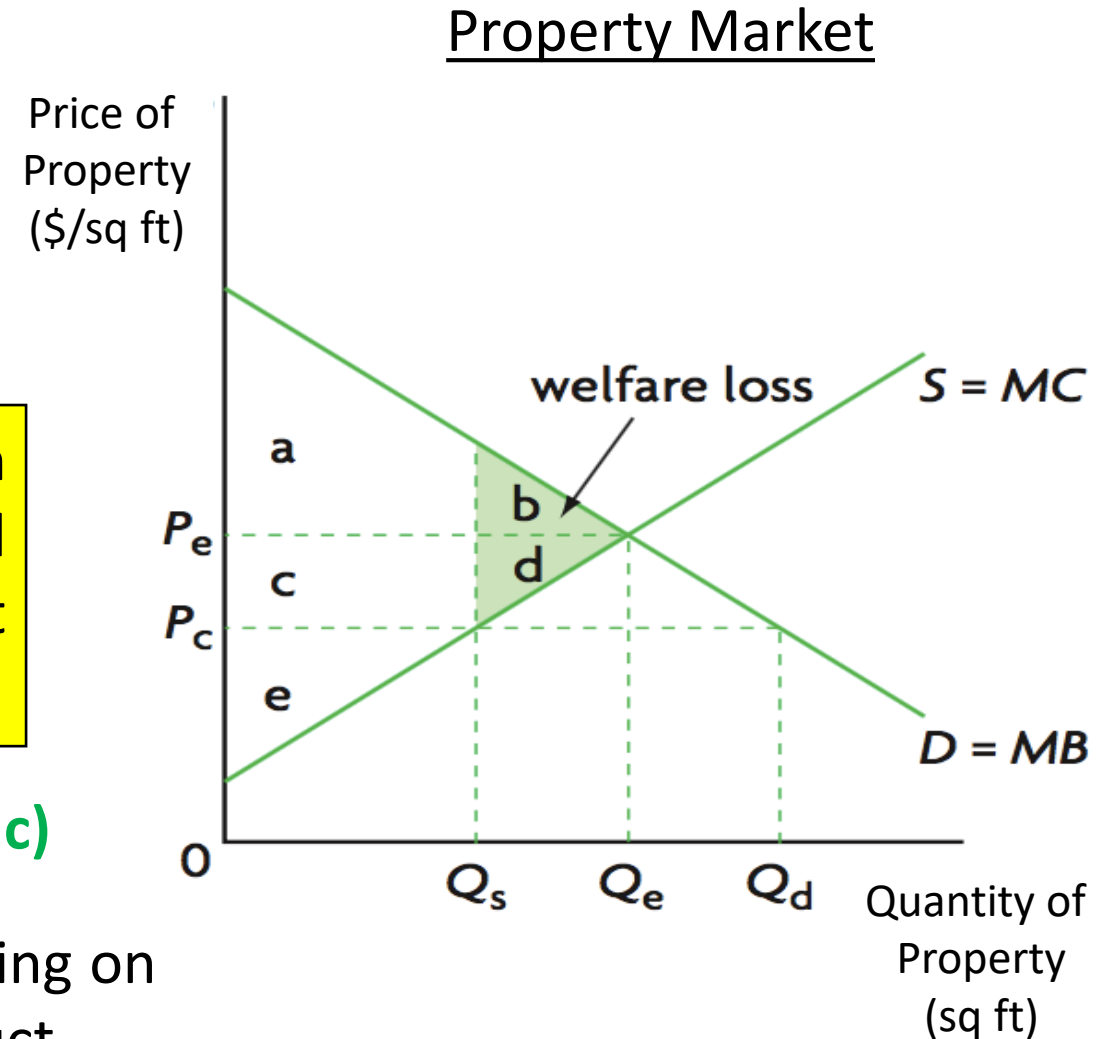 Property Market
Price of
Property
($/sq ft)
welfare loss
S = MC
a
b
Pe
d
c
Pc
e
D = MB
c)
0
Qs
Qe
Qd
Quantity of
Property
(sq ft)
ing on